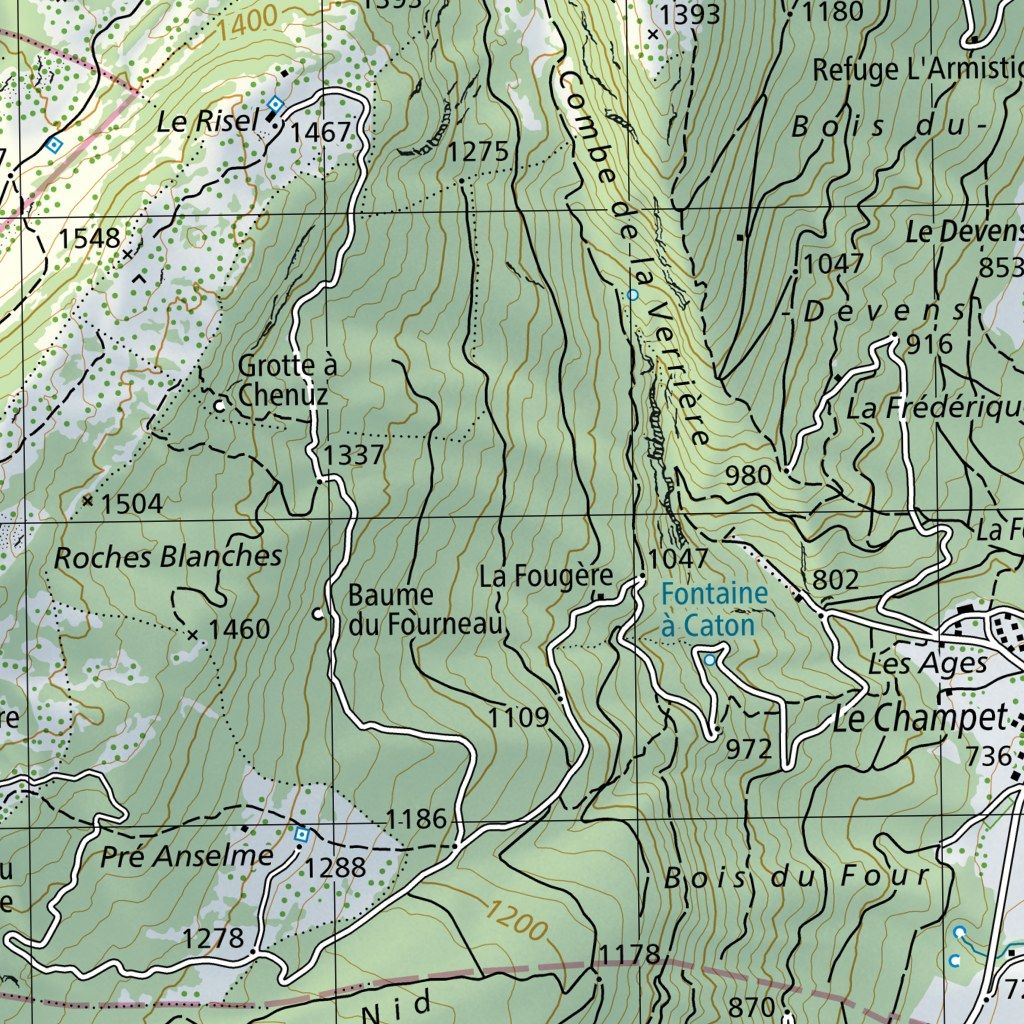 1400
1393
1393
1180
Refuge L'Armistic
Le Risel
1467
Combe de la Verrière
Bois du-
1275
1548
Le Devens
1047
853
-Devens
916
Grotte à
Chenuz
La Frédériqu
1337
980
1504
Roches Blanches
La Fougère
1047
La F
802
Baume
du Fourneau
Fontaine
à Caton
1460
Les Ages
re
1109
972
Le Champet
736
1186
Pré Anselme
1288
Bois du Four
u
e
1200
1278
1178
Nid
870